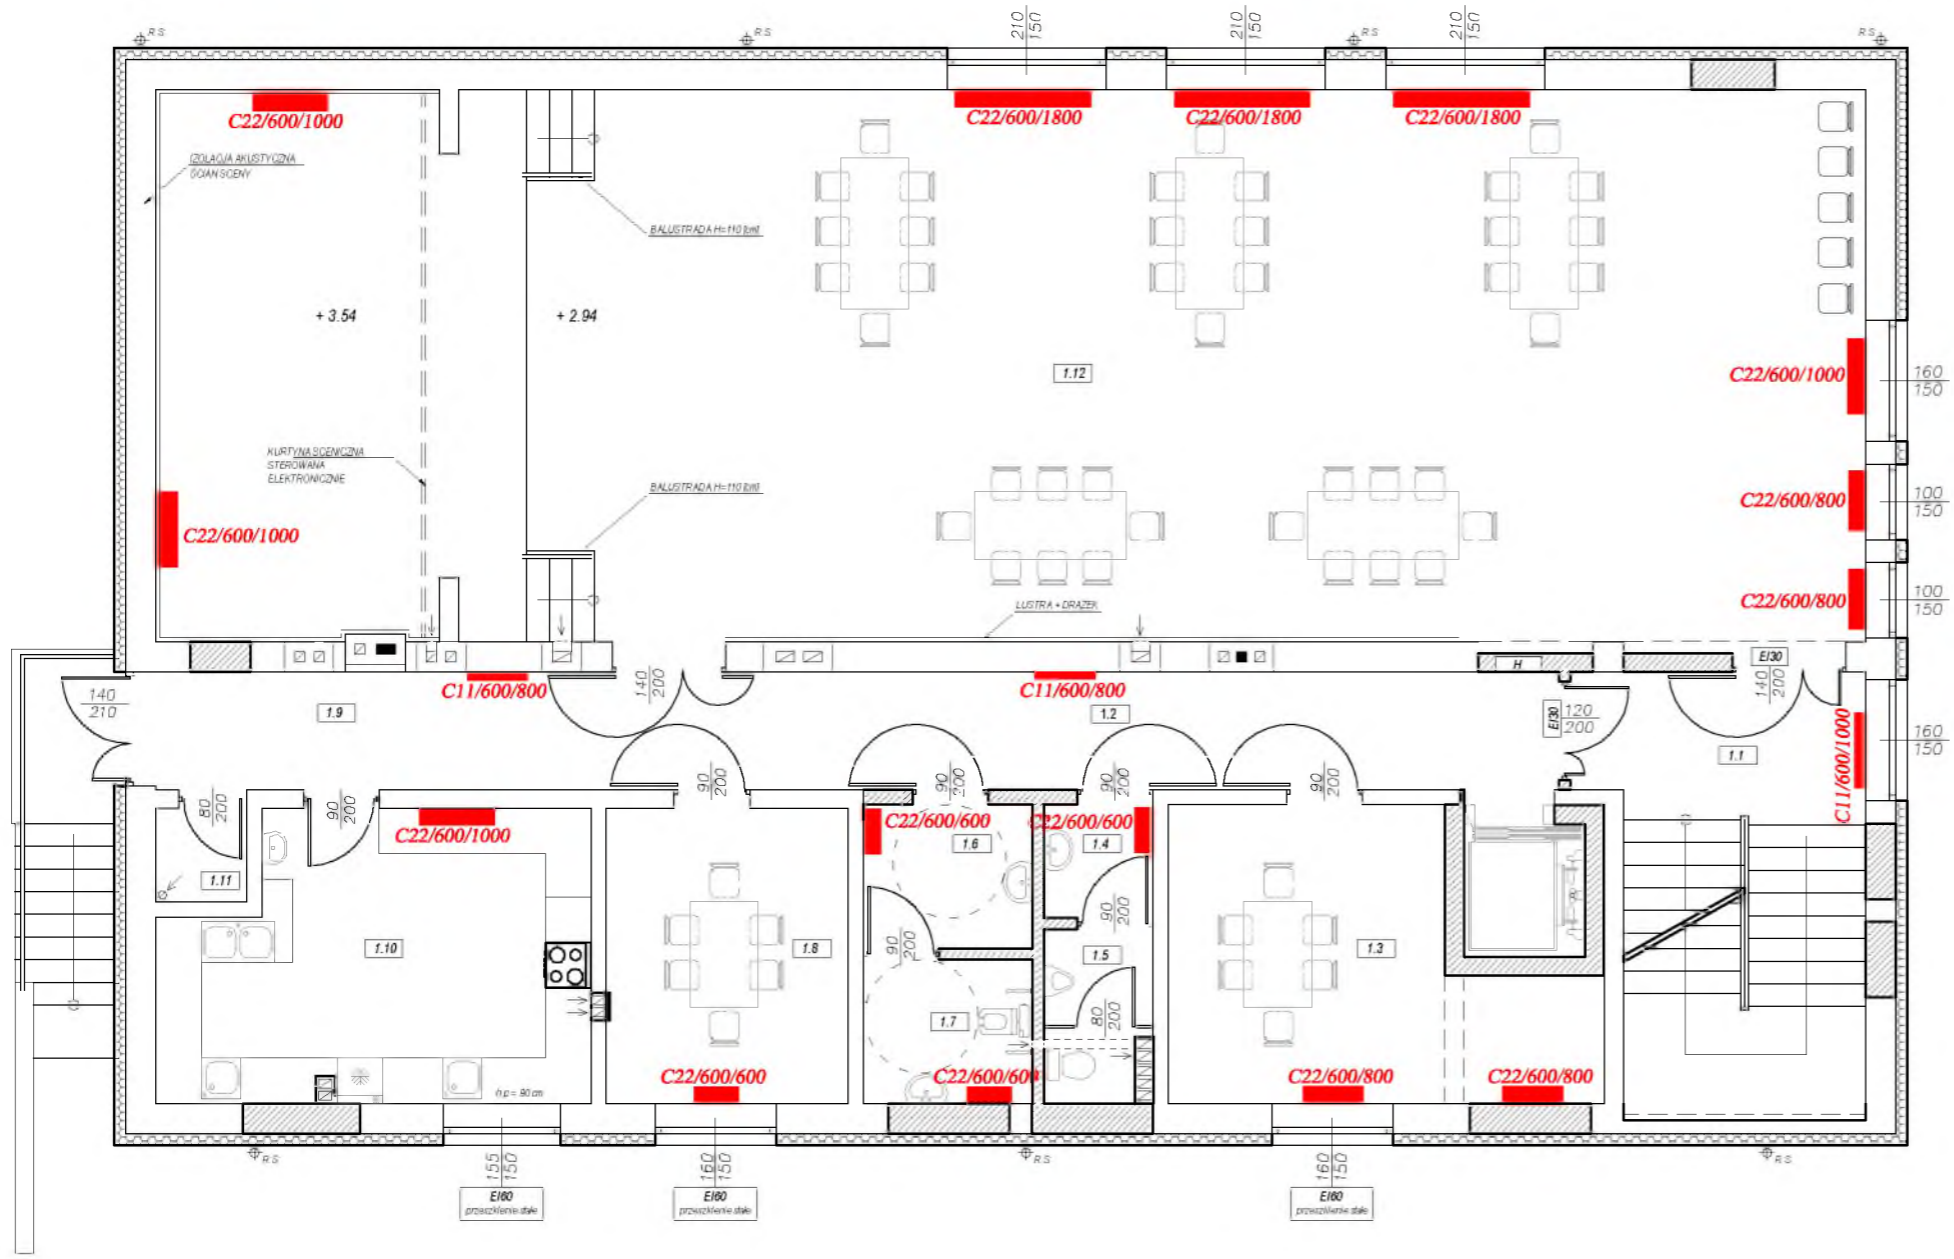 R S
R S
R S
R S
210
150
210
150
210
150
C22/600/1000
C22/600/1800
C22/600/1800
C22/600/1800
IZOLACJA AKUSTYCZNA
ŚCIAN SCENY
BALUSTRADA H=110 [cm]
+ 3.54
+ 2.94
1.12
C22/600/1000
160
150
KURTYNA SCENICZNA
STEROWANA
ELEKTRONICZNIE
BALUSTRADA H=110 [cm]
C22/600/800
100
150
C22/600/1000
C22/600/800
100
150
LUSTRA + DRĄŻEK
H
EI30
140
210
C11/600/800
140
200
C11/600/800
140
200
1.9
1.2
EI30
120
200
1.1
C11/600/1000
160
150
80
200
90
200
90
200
90
200
90
200
90
200
C22/600/1000
C22/600/600
C22/600/600
1.6
1.4
1.11
90
200
90
200
1.10
1.8
1.5
1.3
1.7
80
200
C22/600/600
C22/600/600
C22/600/800
C22/600/800
h.p = 90 cm
R S
R S
R S
155
150
160
150
160
150
EI60
przeszklenie stałe
EI60
przeszklenie stałe
EI60
przeszklenie stałe